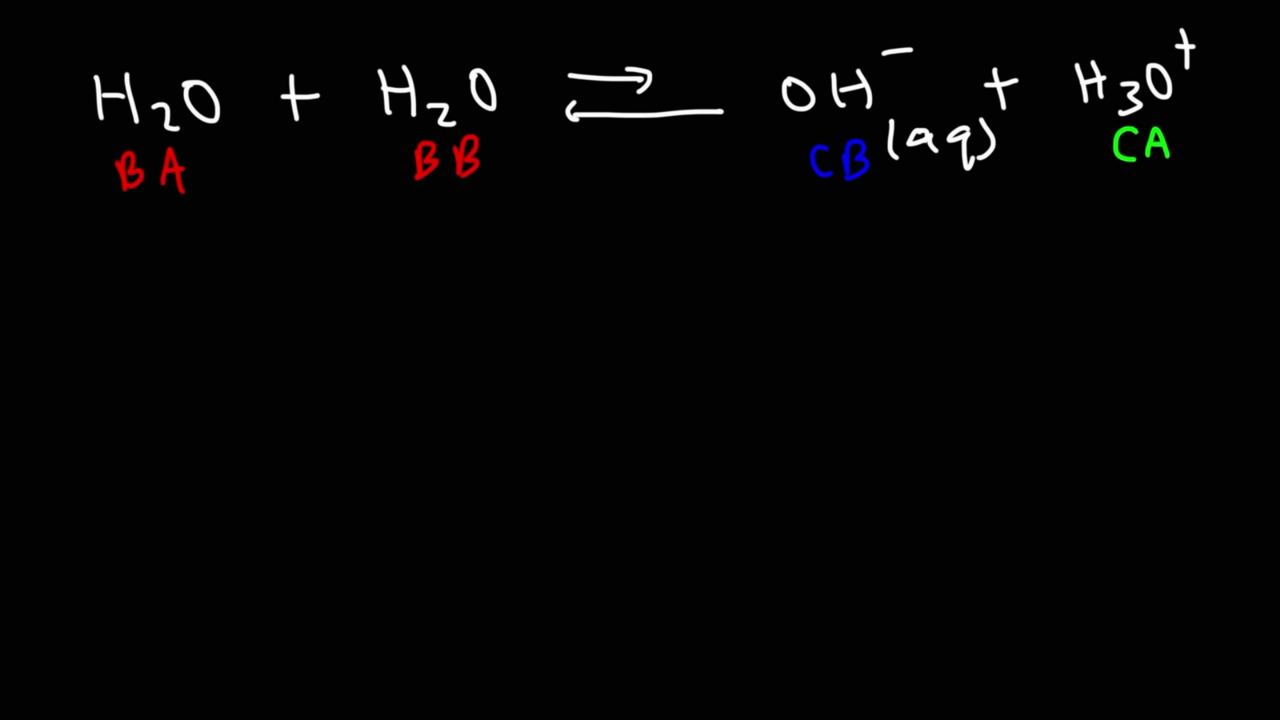 H₂O + H₂O ⇌ OH⁻(aq) + H₃O⁺
BA BB CB CA